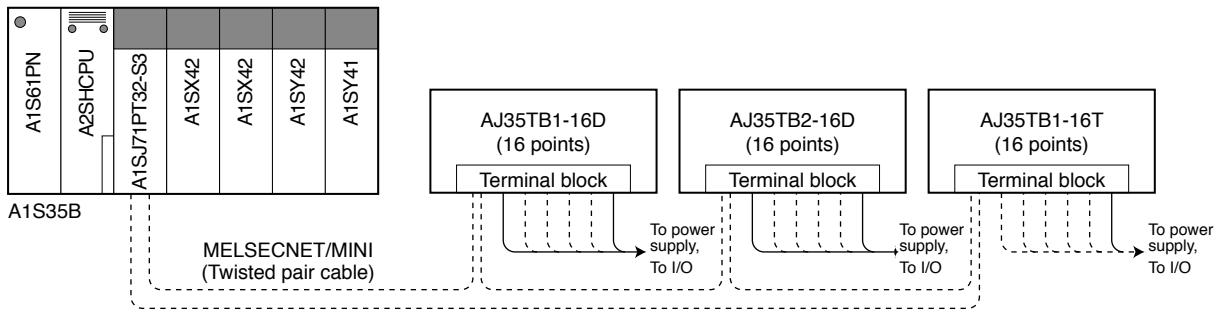 A1S61PN
A2SHCPU
A1SJ71PT32-S3
A1SX42
A1SX42
A1SY42
A1SY41
A1S35B
MELSECNET/MINI
(Twisted pair cable)
AJ35TB1-16D
(16 points)
Terminal block
To power
supply,
To I/O
AJ35TB2-16D
(16 points)
Terminal block
To power
supply,
To I/O
AJ35TB1-16T
(16 points)
Terminal block
To power
supply,
To I/O